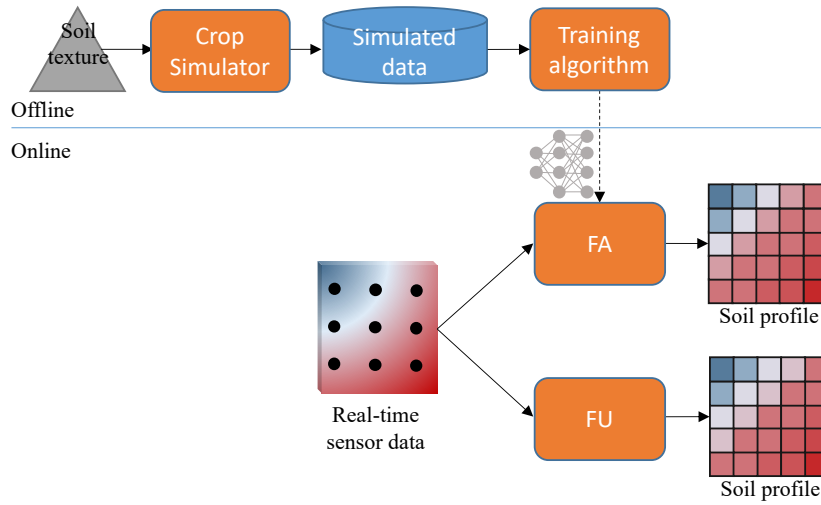 Soil
texture
Crop
Simulator
Simulated
data
Training
algorithm
Offline
Online
FA
Soil profile
Real-time
sensor data
FU
Soil profile